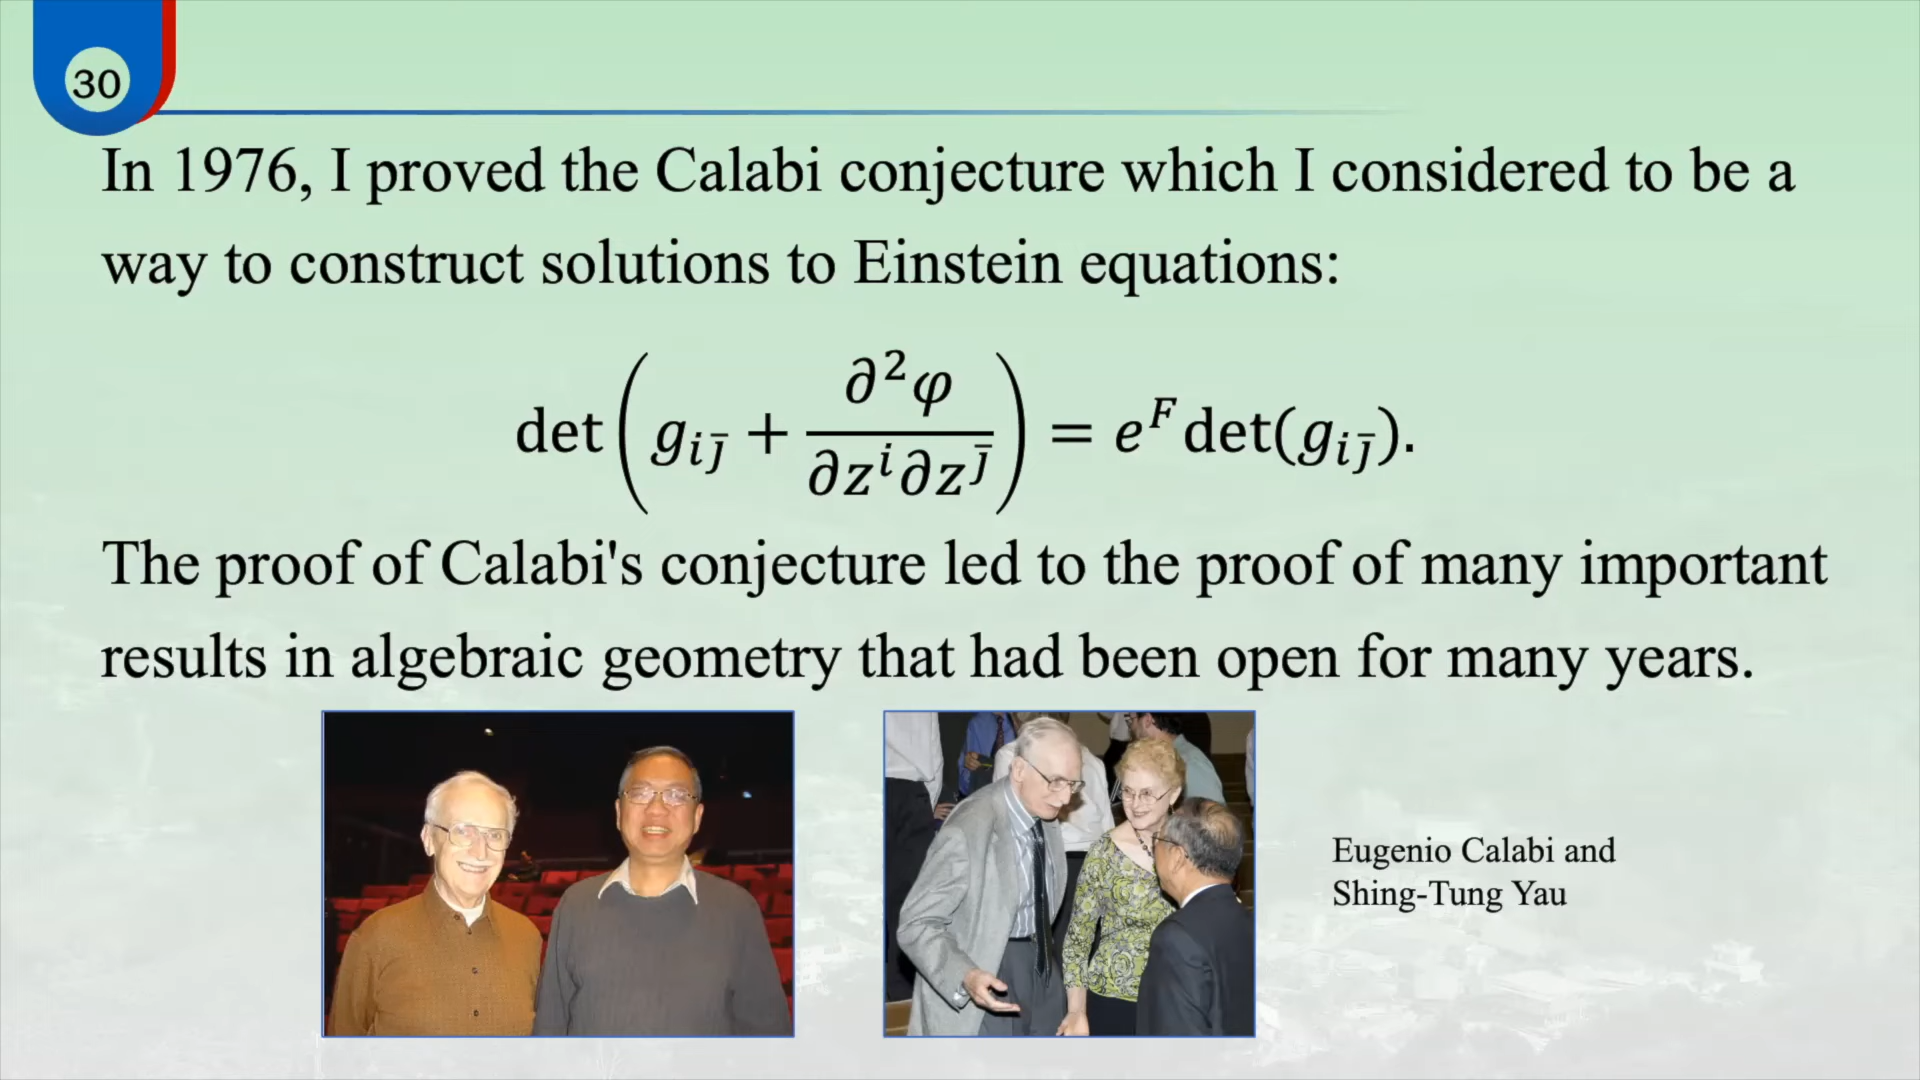 30
In 1976, I proved the Calabi conjecture which I considered to be a
way to construct solutions to Einstein equations:
det(g_{i\bar{j}} + \frac{∂²φ}{∂z^i∂z^{\bar{j}}}) = e^F det(g_{i\bar{j}}).
The proof of Calabi's conjecture led to the proof of many important
results in algebraic geometry that had been open for many years.
Eugenio Calabi and
Shing-Tung Yau